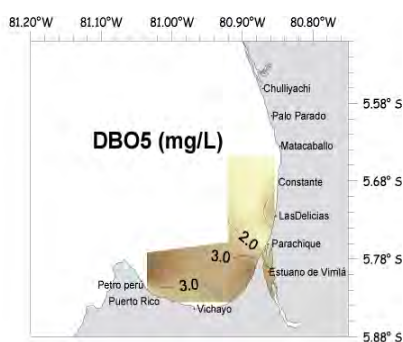 81.20°W 81.10°W 81.00°W 80.90°W 80.80°W
Chulliyachi
5.58° S
Palo Parado
DBO5 (mg/L)
Matacaballo
Constante
5.68° S
LasDelicias
2.0
Parachique
3.0
5.78° S
Estuano de Virrilá
Petro perú
3.0
Puerto Rico
Vichayo
5.88° S